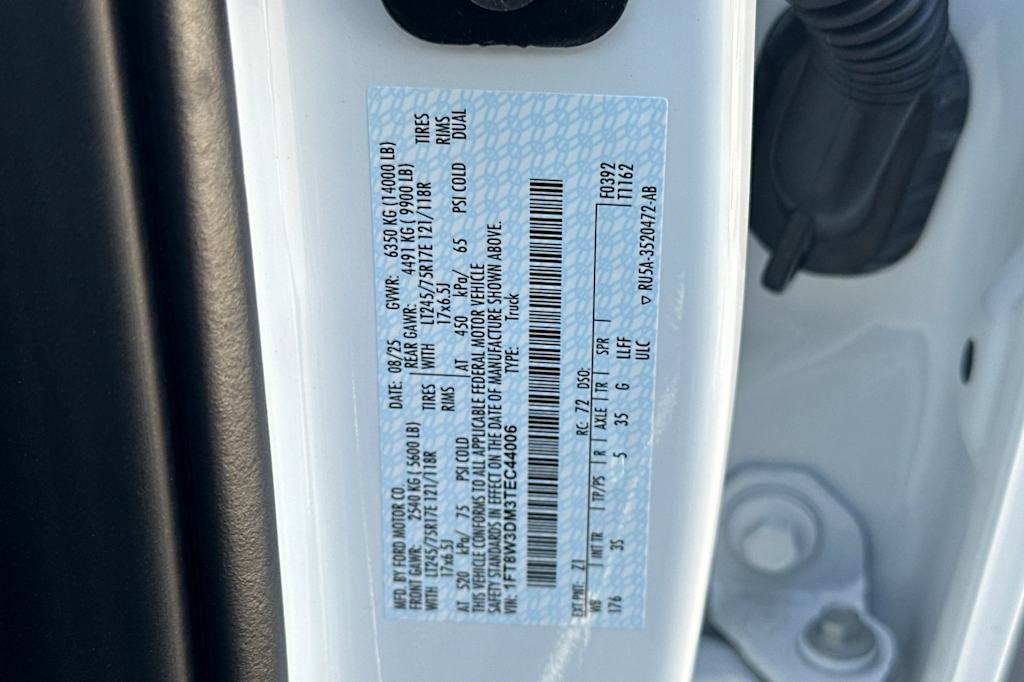 MFD. BY FORD MOTOR CO. DATE: 08/25 GVWR: 6350 KG (14000 LB)
FRONT GAWR: 2540 KG ( 5600 LB) REAR GAWR: 4491 KG ( 9900 LB)
WITH LT245/75R17E 121/118R TIRES WITH LT245/75R17E 121/118R TIRES
17x6.5J RIMS 17x6.5J RIMS
AT 520 kPa/ 75 PSI COLD AT 450 kPa/ 65 PSI COLD DUAL
THIS VEHICLE CONFORMS TO ALL APPLICABLE FEDERAL MOTOR VEHICLE
SAFETY STANDARDS IN EFFECT ON THE DATE OF MANUFACTURE SHOWN ABOVE.
VIN: 1FT8W3DM3TEC44006 TYPE: Truck
EXT PNT: Z1 RC: 72 DSO: F0392
WB INT TR TP/PS R AXLE TR SPR T1162
176 3S 5 35 G LLFF
ULC ▽ RU5A-3520472-AB